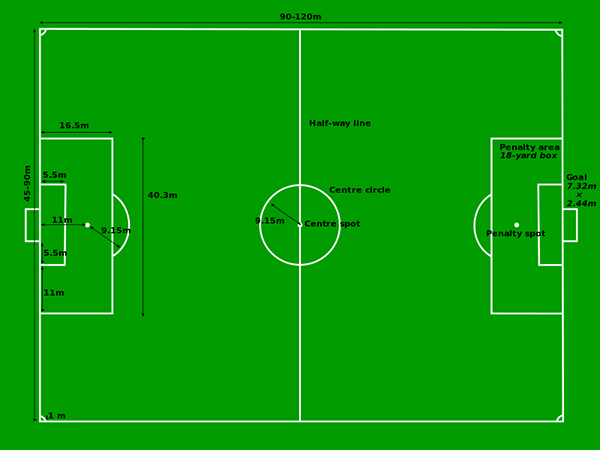 90-120m
Half-way line
16.5m
Penalty area
18-yard box
5.5m
Goal
7.32m
×
2.44m
45-90m
40.3m
Centre circle
11m
9.15m
9.15m
Centre spot
Penalty spot
5.5m
11m
1 m